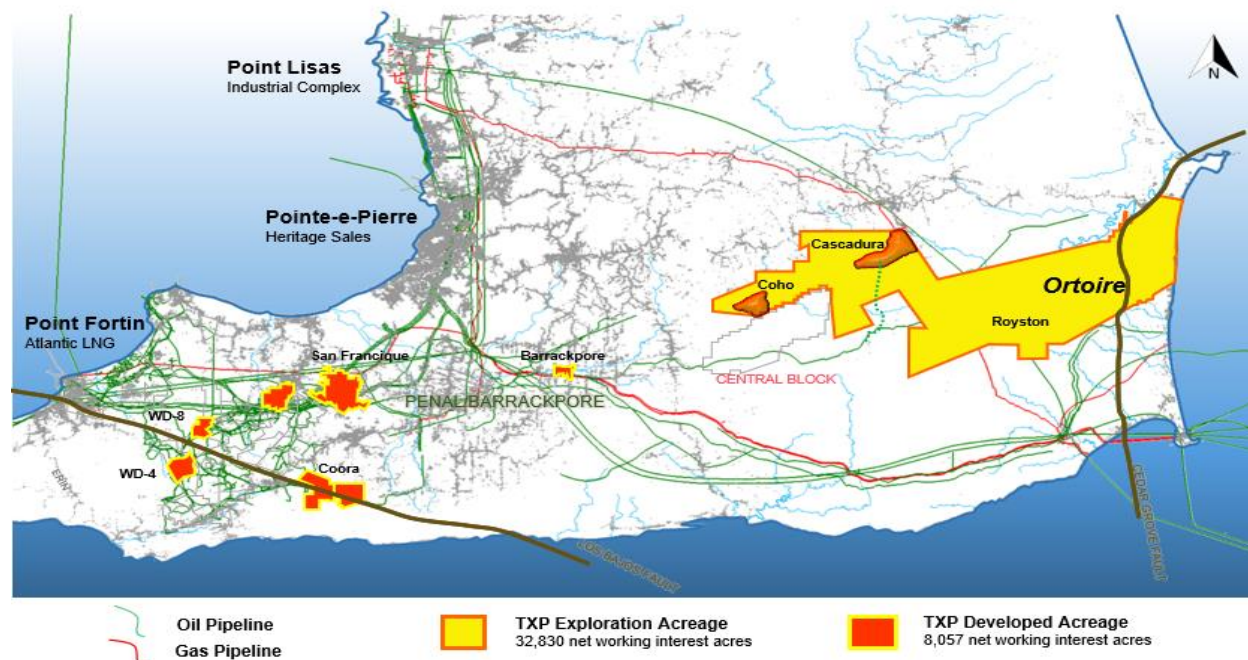 Point Lisas
Industrial Complex
N
Pointe-e-Pierre
Heritage Sales
Cascadura
Coho
Ortoire
Royston
Point Fortin
Atlantic LNG
San Francique
Barrackpore
CENTRAL BLOCK
PENAL/BARRACKPORE
WD-8
WD-4
Coora
ERIN
LOS BAJOS FAULT
CEDAR GROVE FAULT
Oil Pipeline
Gas Pipeline
TXP Exploration Acreage
32,830 net working interest acres
TXP Developed Acreage
8,057 net working interest acres